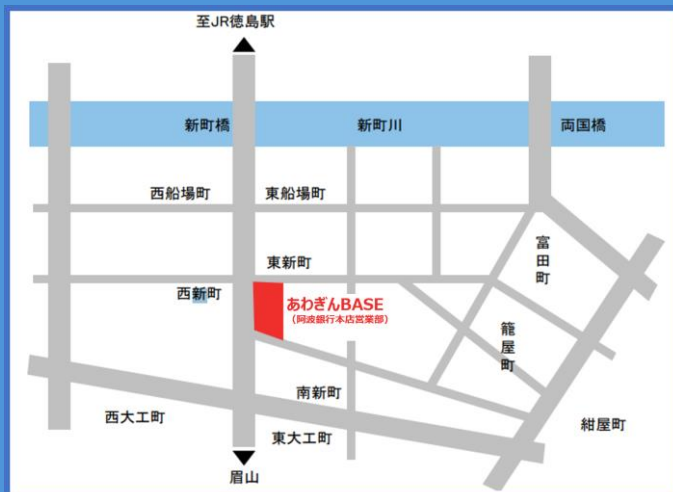 至JR徳島駅
新町橋
新町川
両国橋
西船場町
東船場町
東新町
富田町
西新町
あわぎんBASE
(阿波銀行本店営業部)
籠屋町
南新町
西大工町
東大工町
紺屋町
眉山